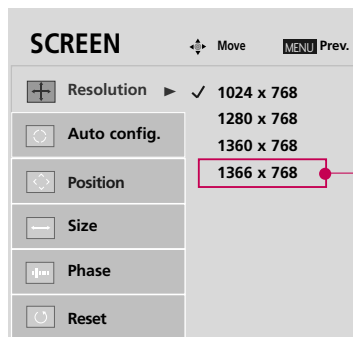 SCREEN Move MENU Prev.
Resolution ► ✓ 1024 x 768
1280 x 768
1360 x 768
1366 x 768
Auto config.
Position
Size
Phase
Reset